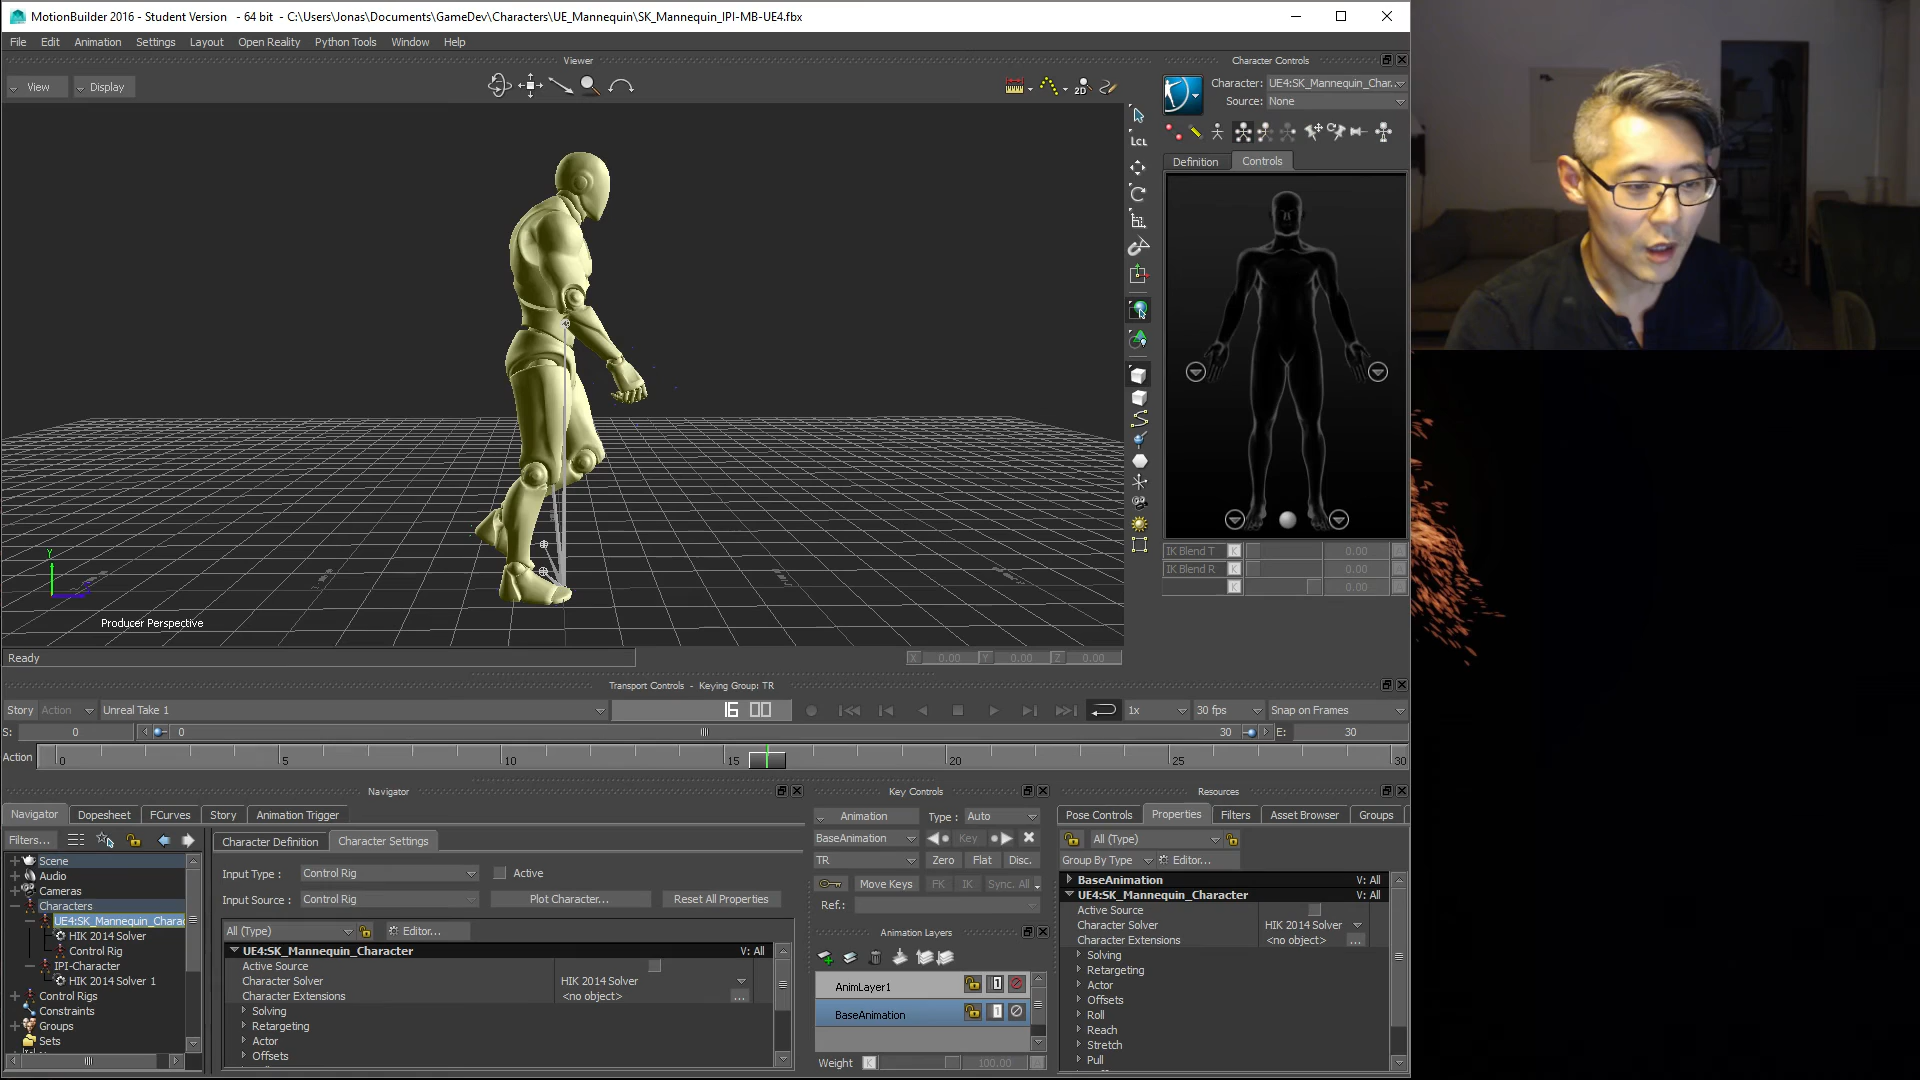 MotionBuilder 2016 - Student Version - 64 bit - C:\Users\Jonas\Documents\GameDev\Characters\UE_Mannequin\SK_Mannequin_IPI-MB-UE4.fbx
File Edit Animation Settings Layout Open Reality Python Tools Window Help
Viewer
Character Controls
View Display
2D
Character: UE4:SK_Mannequin_Char...
Source: None
LCL
Definition Controls
IK Blend T K 0.00 A
IK Blend R K 0.00 A
K 0.00 A
Y
Producer Perspective
Ready
X 0.00 Y 0.00 Z 0.00
Transport Controls - Keying Group: TR
Story Action Unreal Take 1 16 00 1x 30 fps Snap on Frames
S: 0 0 30 E: 30
Action 0 5 10 15 20 25 30
Navigator
Key Controls
Resources
Navigator Dopesheet FCurves Story Animation Trigger
Animation Type : Auto
Pose Controls Properties Filters Asset Browser Groups
Filters...
Character Definition Character Settings
BaseAnimation Key
All (Type)
Scene
Audio
Cameras
Characters
UE4:SK_Mannequin_Charac
HIK 2014 Solver
Control Rig
IPI-Character
HIK 2014 Solver 1
Control Rigs
Constraints
Groups
Sets
Input Type : Control Rig Active
Input Source : Control Rig Plot Character... Reset All Properties
All (Type) Editor...
UE4:SK_Mannequin_Character V: All
Active Source
Character Solver HIK 2014 Solver
Character Extensions <no object> ...
Solving
Retargeting
Actor
Offsets
TR Zero Flat Disc.
Move Keys FK IK Sync. All
Ref.:
Animation Layers
AnimLayer1 1
BaseAnimation 1
Weight K 100.00 A
Group By Type Editor...
BaseAnimation V: All
UE4:SK_Mannequin_Character V: All
Active Source
Character Solver HIK 2014 Solver
Character Extensions <no object> ...
Solving
Retargeting
Actor
Offsets
Roll
Reach
Stretch
Pull